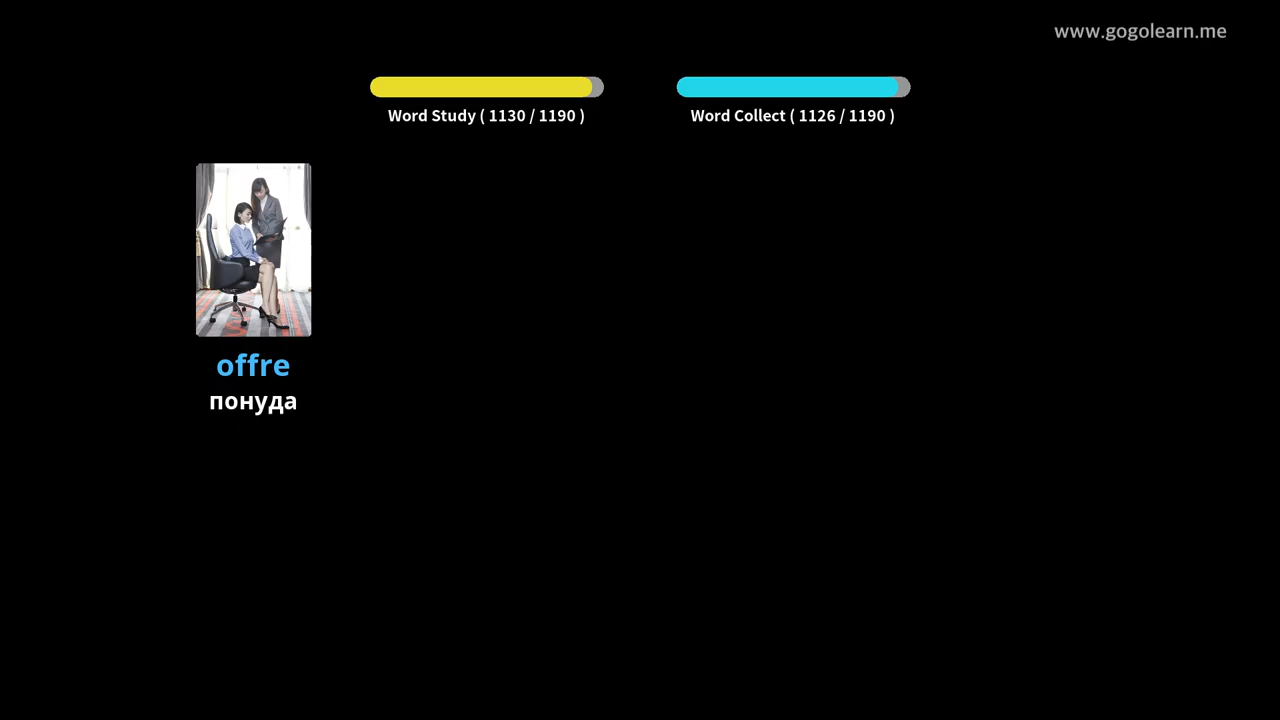 www.gogolearn.me
Word Study ( 1130 / 1190 )
Word Collect ( 1126 / 1190 )
offre
понуда